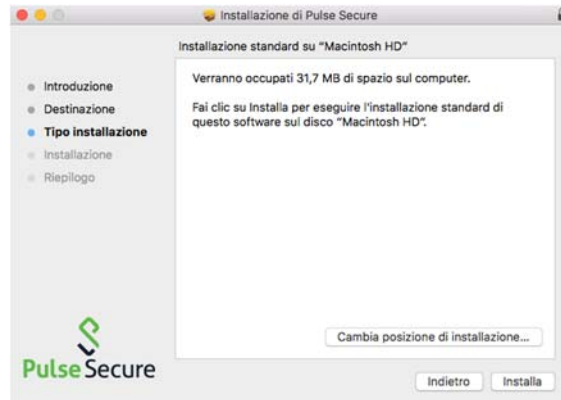 Installazione di Pulse Secure
Installazione standard su “Macintosh HD”
Introduzione
Destinazione
Tipo installazione
Installazione
Riepilogo
Verranno occupati 31,7 MB di spazio sul computer.
Fai clic su Installa per eseguire l'installazione standard di
questo software sul disco “Macintosh HD”.
Cambia posizione di installazione...
Pulse Secure
Indietro
Installa